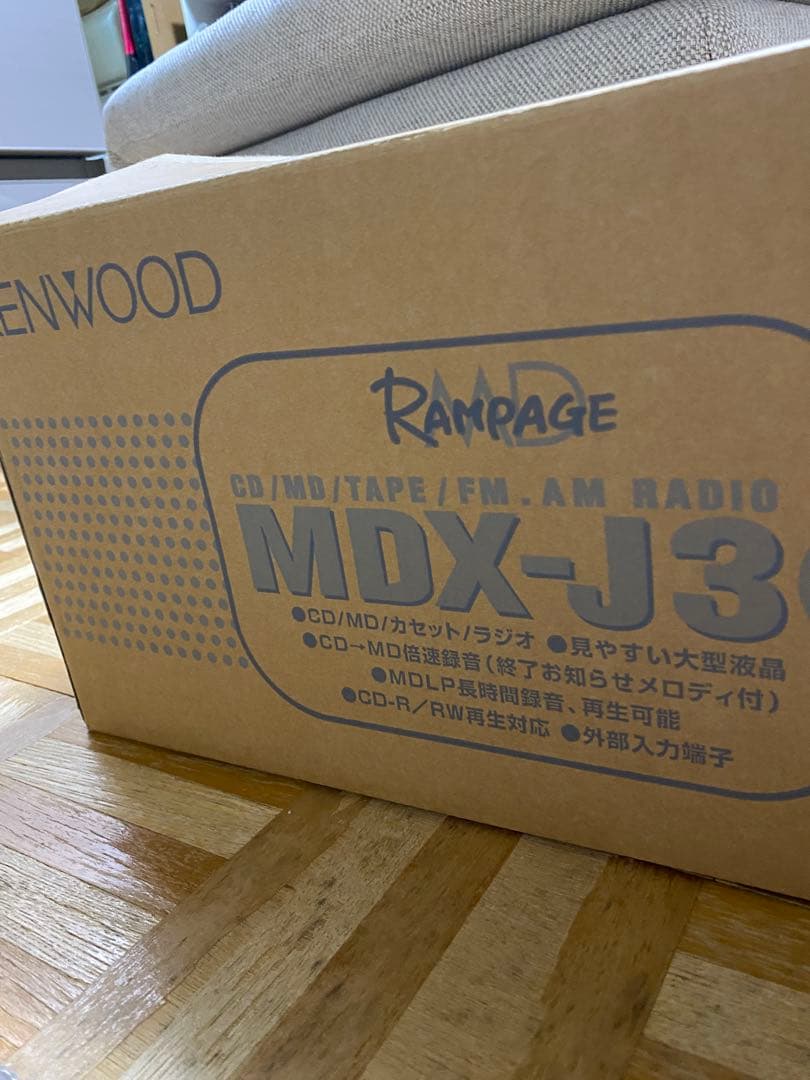 KENWOOD
MD
RAMPAGE
CD/MD/TAPE/FM.AM RADIO
MDX-J3
●CD/MD/カセット/ラジオ ●見やすい大型液晶
●CD→MD倍速録音(終了お知らせメロディ付)
●MDLP長時間録音、再生可能
●CD-R/RW再生対応 ●外部入力端子